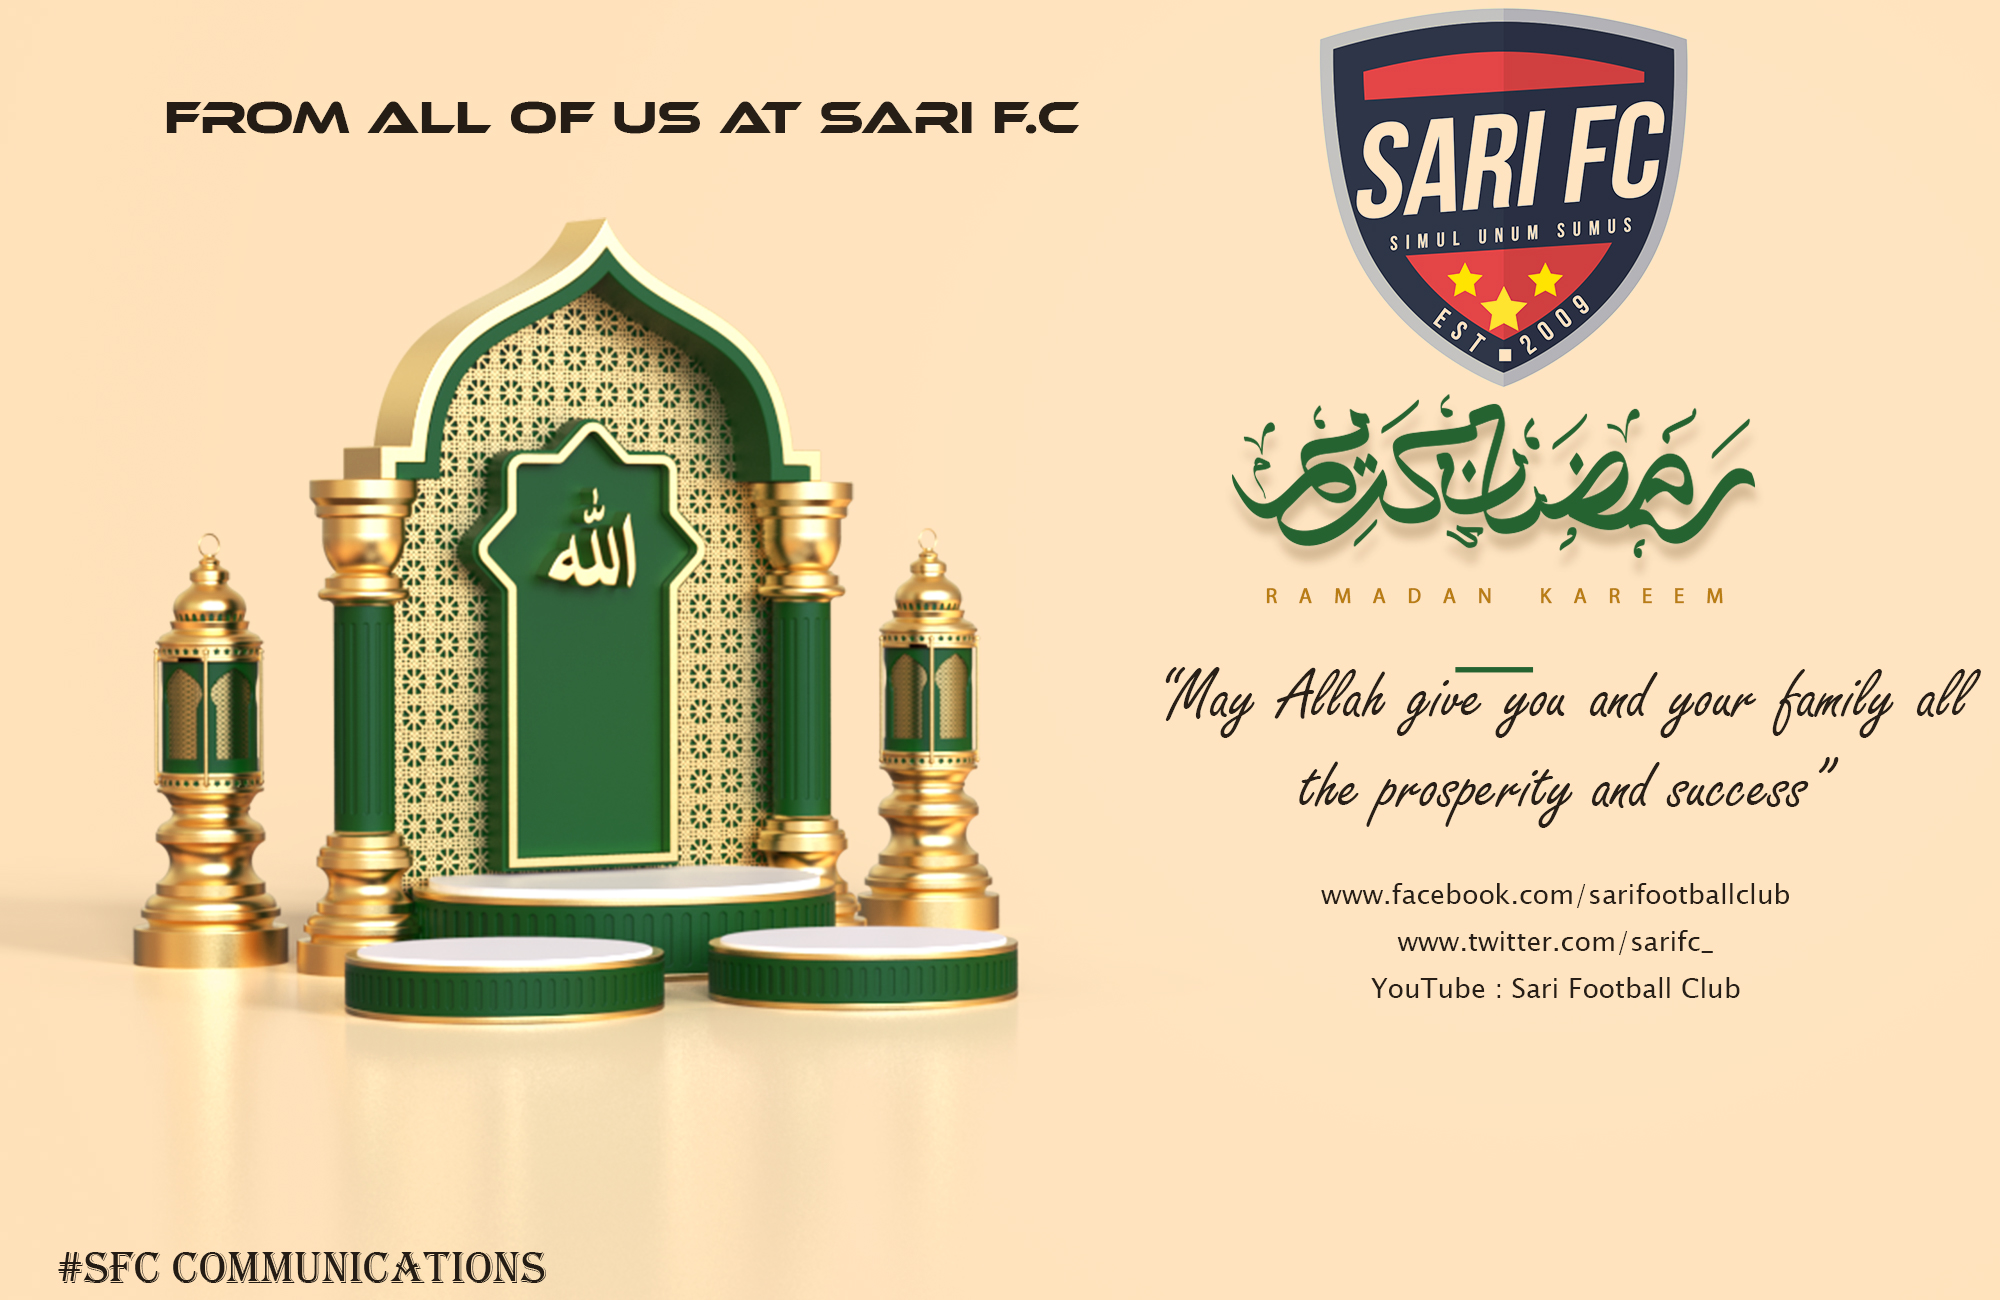 FROM ALL OF US AT SARI F.C
SARI FC
SIMUL UNUM SUMUS
EST 2009
الله
رمضان كريم
RAMADAN KAREEM
“May Allah give you and your family all
the prosperity and success”
www.facebook.com/sarifootballclub
www.twitter.com/sarifc_
YouTube : Sari Football Club
#SFC COMMUNICATIONS